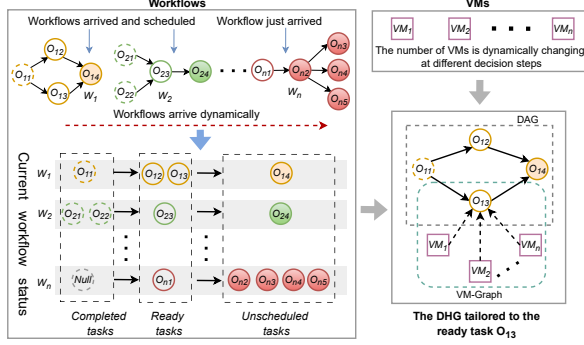 Workflows
Workflows arrived and scheduled
Workflow just arrived
O12
O11
O14
O13
W1
O21
O22
O23
O24
W2
On1
On2
On3
On4
On5
Wn
Workflows arrive dynamically
Current workflow status
W1
O11
O12 O13
O14
W2
O21 O22
O23
O24
Wn
Null
On1
On2 On3 On4 On5
Completed tasks
Ready tasks
Unscheduled tasks
VMs
VM1 VM2 VMn
The number of VMs is dynamically changing
at different decision steps
DAG
O12
O11
O14
O13
VM1
VM2
VMn
VM-Graph
The DHG tailored to the
ready task O13